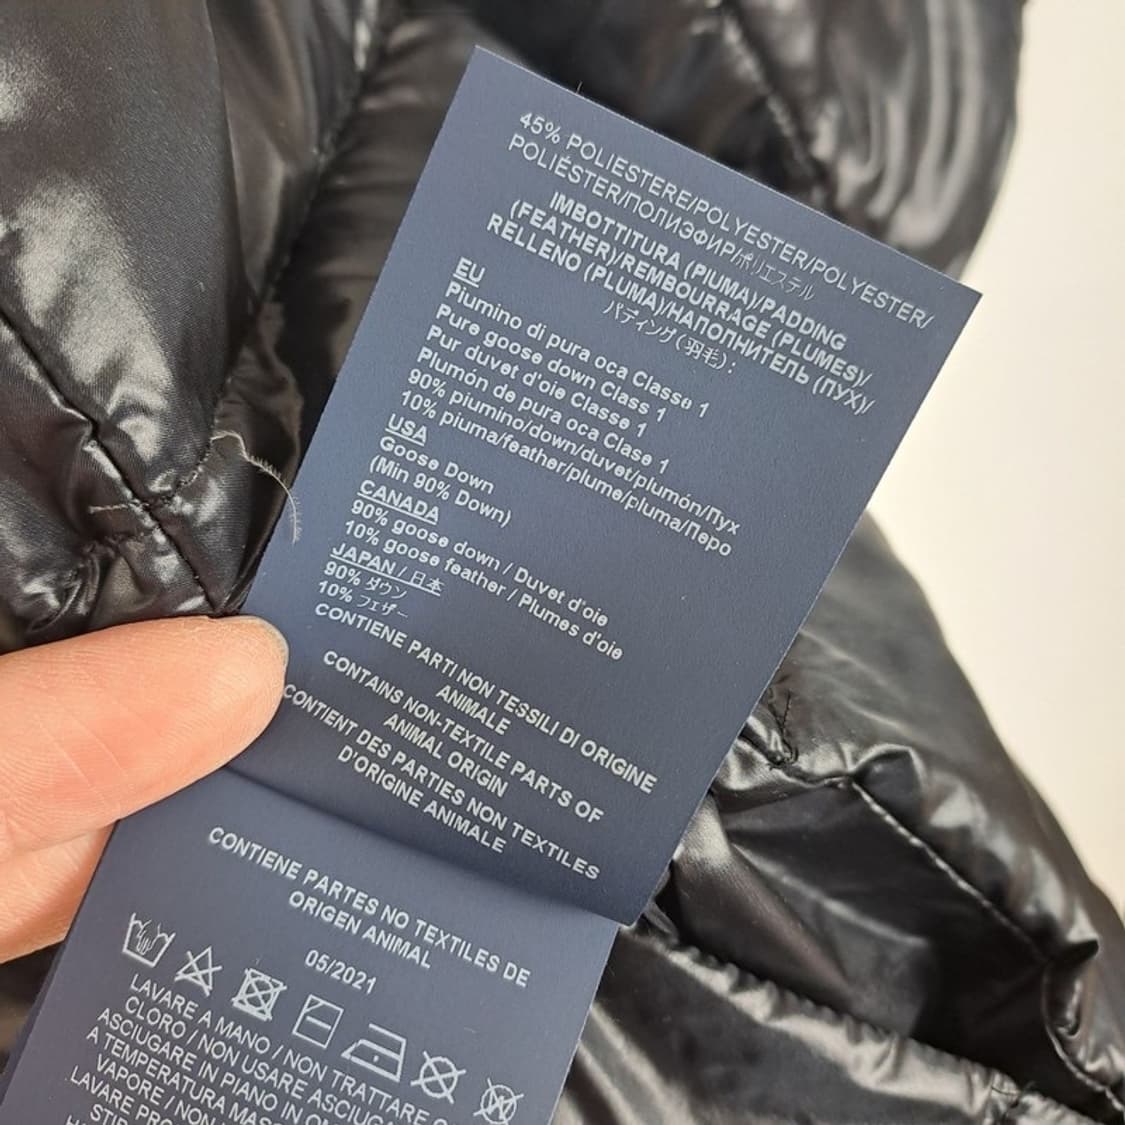 45% POLIESTERE/POLYESTER/POLYESTER/
POLIÉSTER/ПОЛИЭФИР/ポリエステル
IMBOTTITURA (PIUMA)/PADDING
(FEATHER)/REMBOURRAGE (PLUMES)/
RELLENO (PLUMA)/НАПОЛНИТЕЛЬ (ПУХ)/
パディング(羽毛):
EU
Piumino di pura oca Classe 1
Pure goose down Class 1
Pur duvet d'oie Classe 1
Plumón de pura oca Clase 1
90% piumino/down/duvet/plumón/Пух
10% piuma/feather/plume/pluma/Перо
USA
Goose Down
(Min 90% Down)
CANADA
90% goose down / Duvet d'oie
10% goose feather / Plumes d'oie
JAPAN / 日本
90% ダウン
10% フェザー
CONTIENE PARTI NON TESSILI DI ORIGINE
ANIMALE
CONTAINS NON-TEXTILE PARTS OF
ANIMAL ORIGIN
CONTIENT DES PARTIES NON TEXTILES
D'ORIGINE ANIMALE
CONTIENE PARTES NO TEXTILES DE
ORIGEN ANIMAL
05/2021
LAVARE A MANO / NON TRATTARE
CLORO / NON USARE
ASCIUGARE IN PIANO IN
A TEMPERATURA
VAPORE / NON
LAVARE